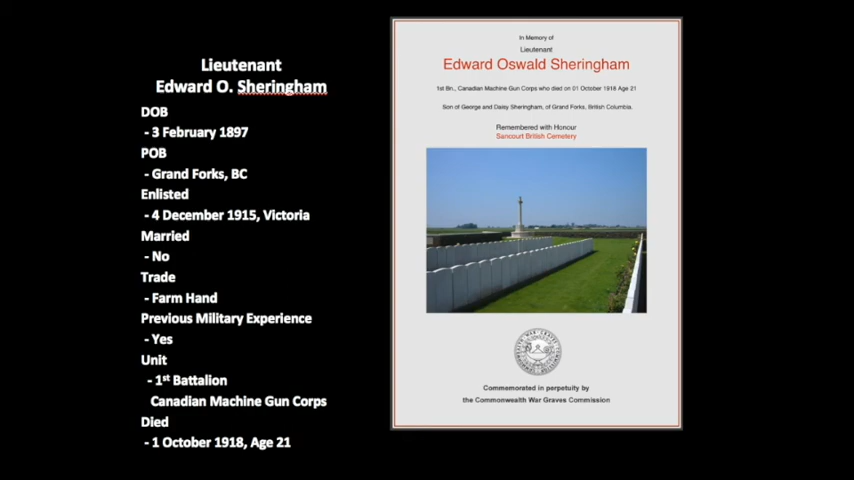 Lieutenant
Edward O. Sheringham
DOB
- 3 February 1897
POB
- Grand Forks, BC
Enlisted
- 4 December 1915, Victoria
Married
- No
Trade
- Farm Hand
Previous Military Experience
- Yes
Unit
- 1st Battalion
Canadian Machine Gun Corps
Died
- 1 October 1918, Age 21
In Memory of
Lieutenant
Edward Oswald Sheringham
1st Bn., Canadian Machine Gun Corps who died on 01 October 1918 Age 21
Son of George and Daisy Sheringham, of Grand Forks, British Columbia.
Remembered with Honour
Sancourt British Cemetery
Commemorated in perpetuity by
the Commonwealth War Graves Commission